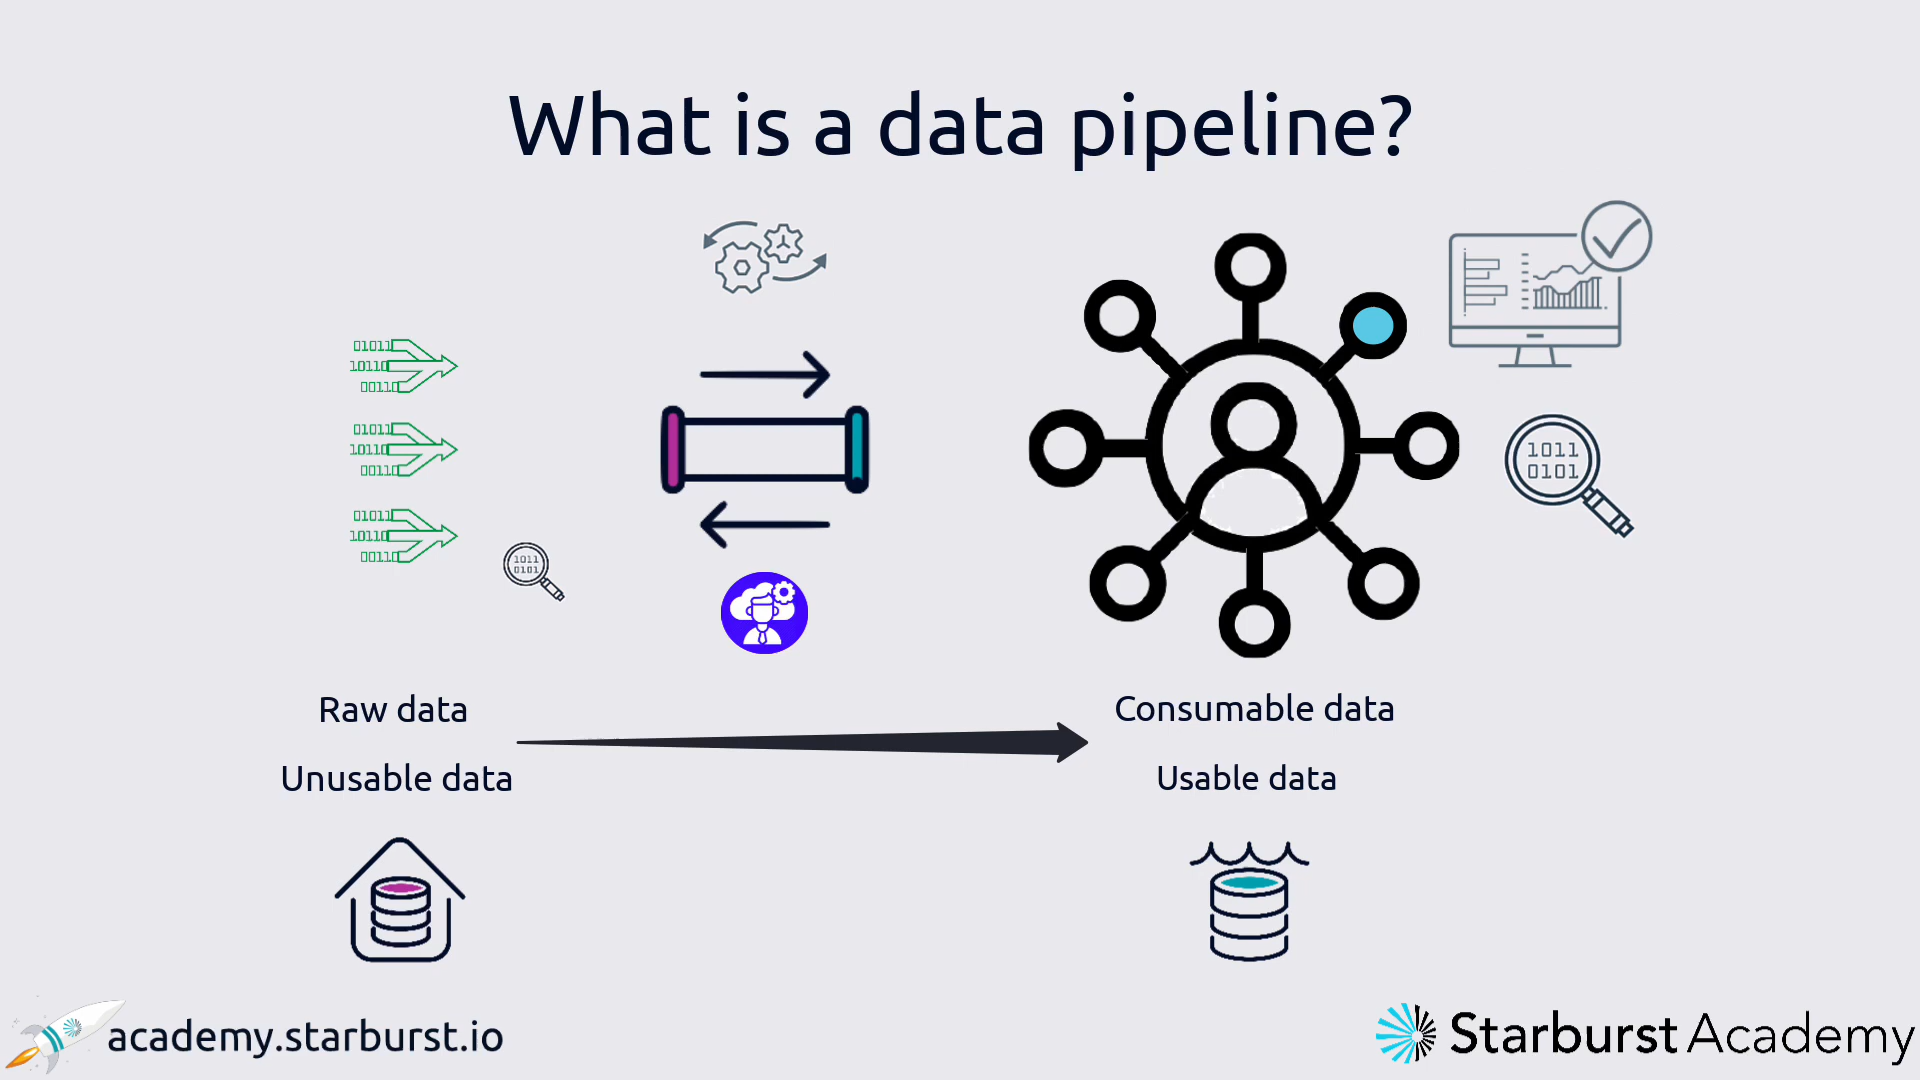 What is a data pipeline?
01011
10110
00110
01011
10110
00110
01011
10110
00110
1011
0101
1011
0101
Raw data
Unusable data
Consumable data
Usable data
academy.starburst.io
Starburst Academy